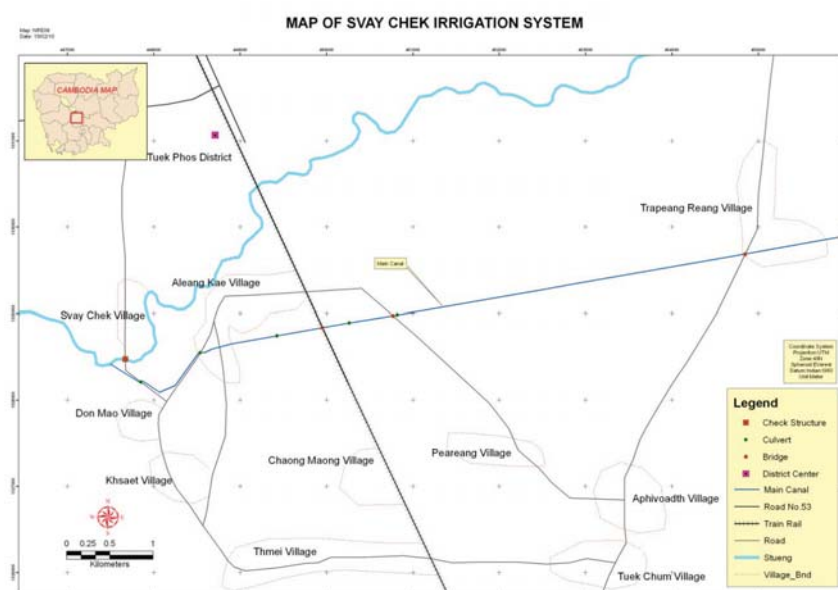 MAP OF SVAY CHEK IRRIGATION SYSTEM
CAMBODIA MAP
Tuek Phos District
Trapeang Reang Village
Aleang Kae Village
Main Canal
Svay Chek Village
Don Mao Village
Khsaet Village
Chaong Maong Village
Peareang Village
Aphivoadth Village
Thmei Village
Tuek Chum Village
0 0.25 0.5 1
Kilometers
Coordinate System
Legend
Check Structure
Culvert
Bridge
District Center
Main Canal
Road No.53
Train Rail
Road
Stueng
Village_Bnd